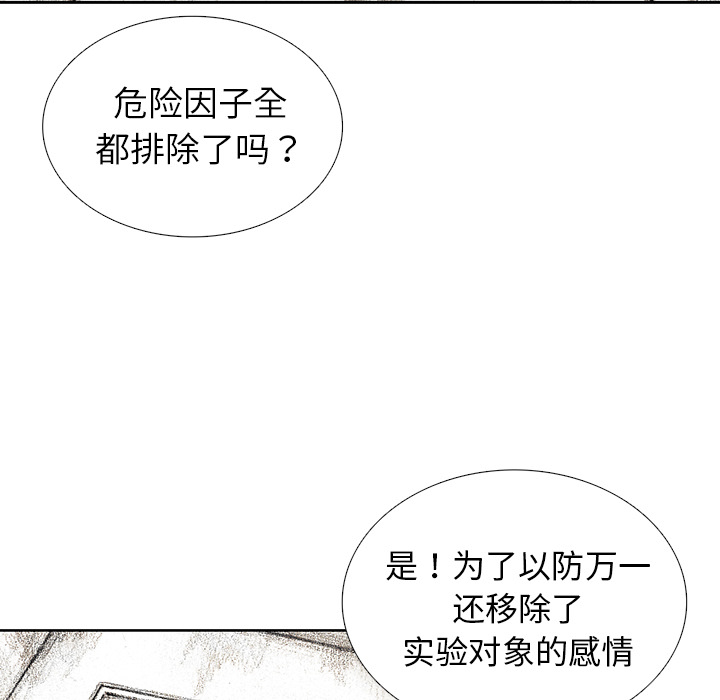 危险因子全
都排除了吗？
是！为了以防万一
还移除了
实验对象的感情